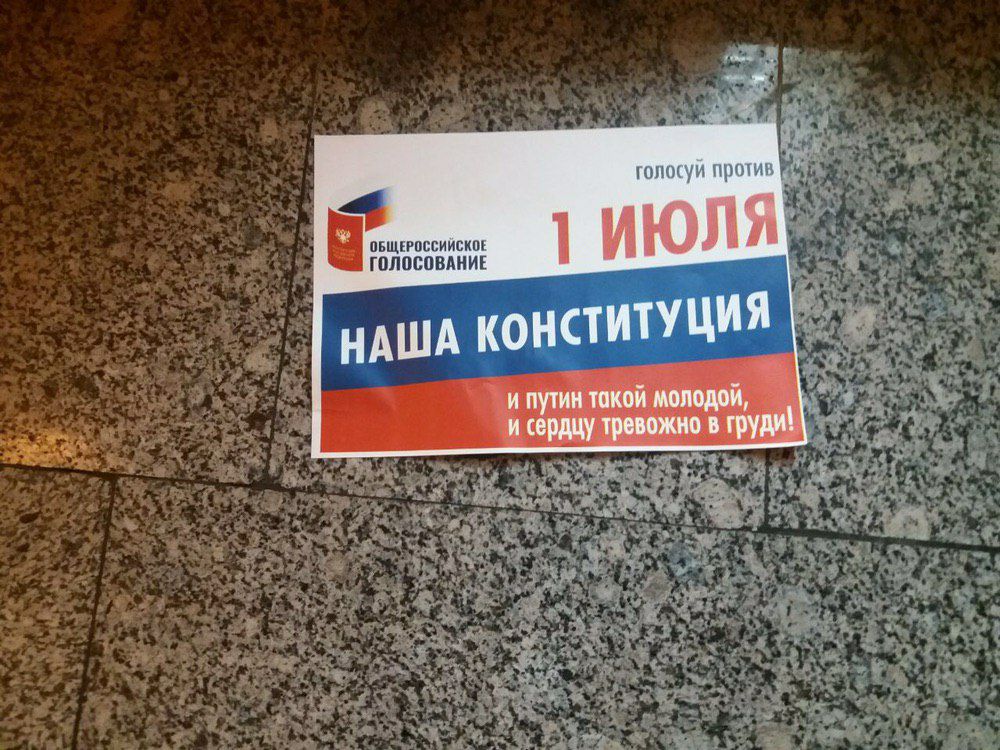 голосуй против
1 ИЮЛЯ
ОБЩЕРОССИЙСКОЕ
ГОЛОСОВАНИЕ
НАША КОНСТИТУЦИЯ
и путин такой молодой,
и сердцу тревожно в груди!